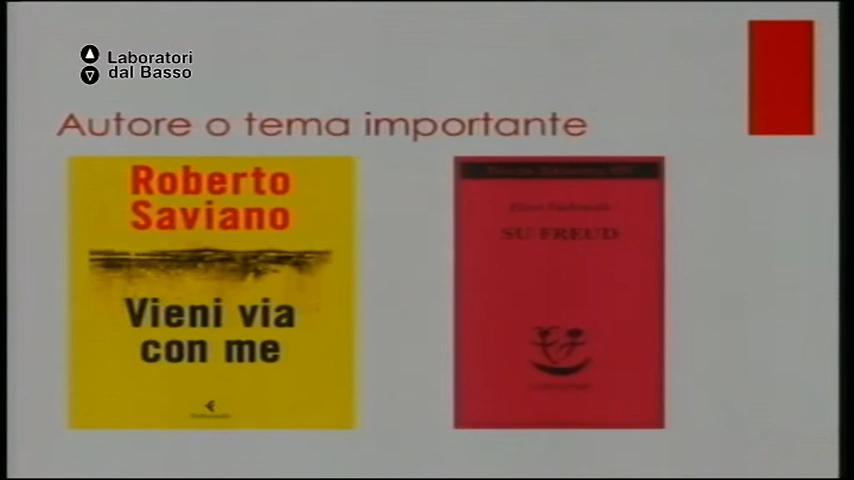 Laboratori
dal Basso
Autore o tema importante
Roberto
Saviano
Vieni via
con me
SU FREUD